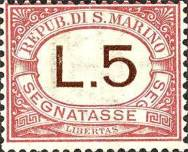 REPUB. DI S. MARINO
L.5
SEGNATASSE
LIBERTAS